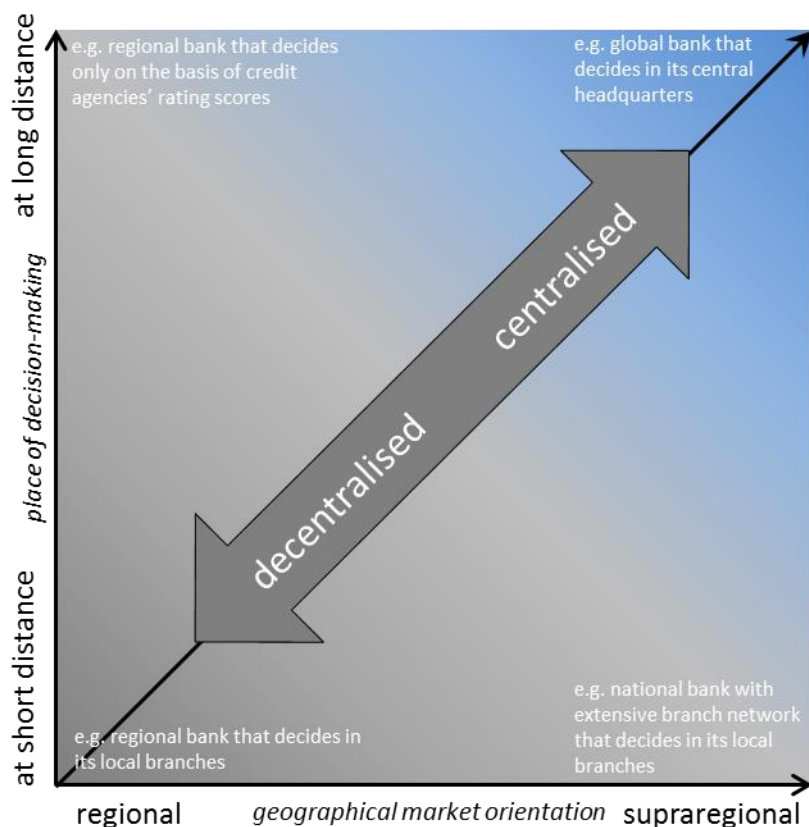 e.g. regional bank that decides
only on the basis of credit
agencies' rating scores
e.g. global bank that
decides in its central
headquarters
at long distance
place of decision-making
at short distance
centralised
decentralised
e.g. regional bank that decides in
its local branches
e.g. national bank with
extensive branch network
that decides in its local
branches
regional
geographical market orientation
supraregional